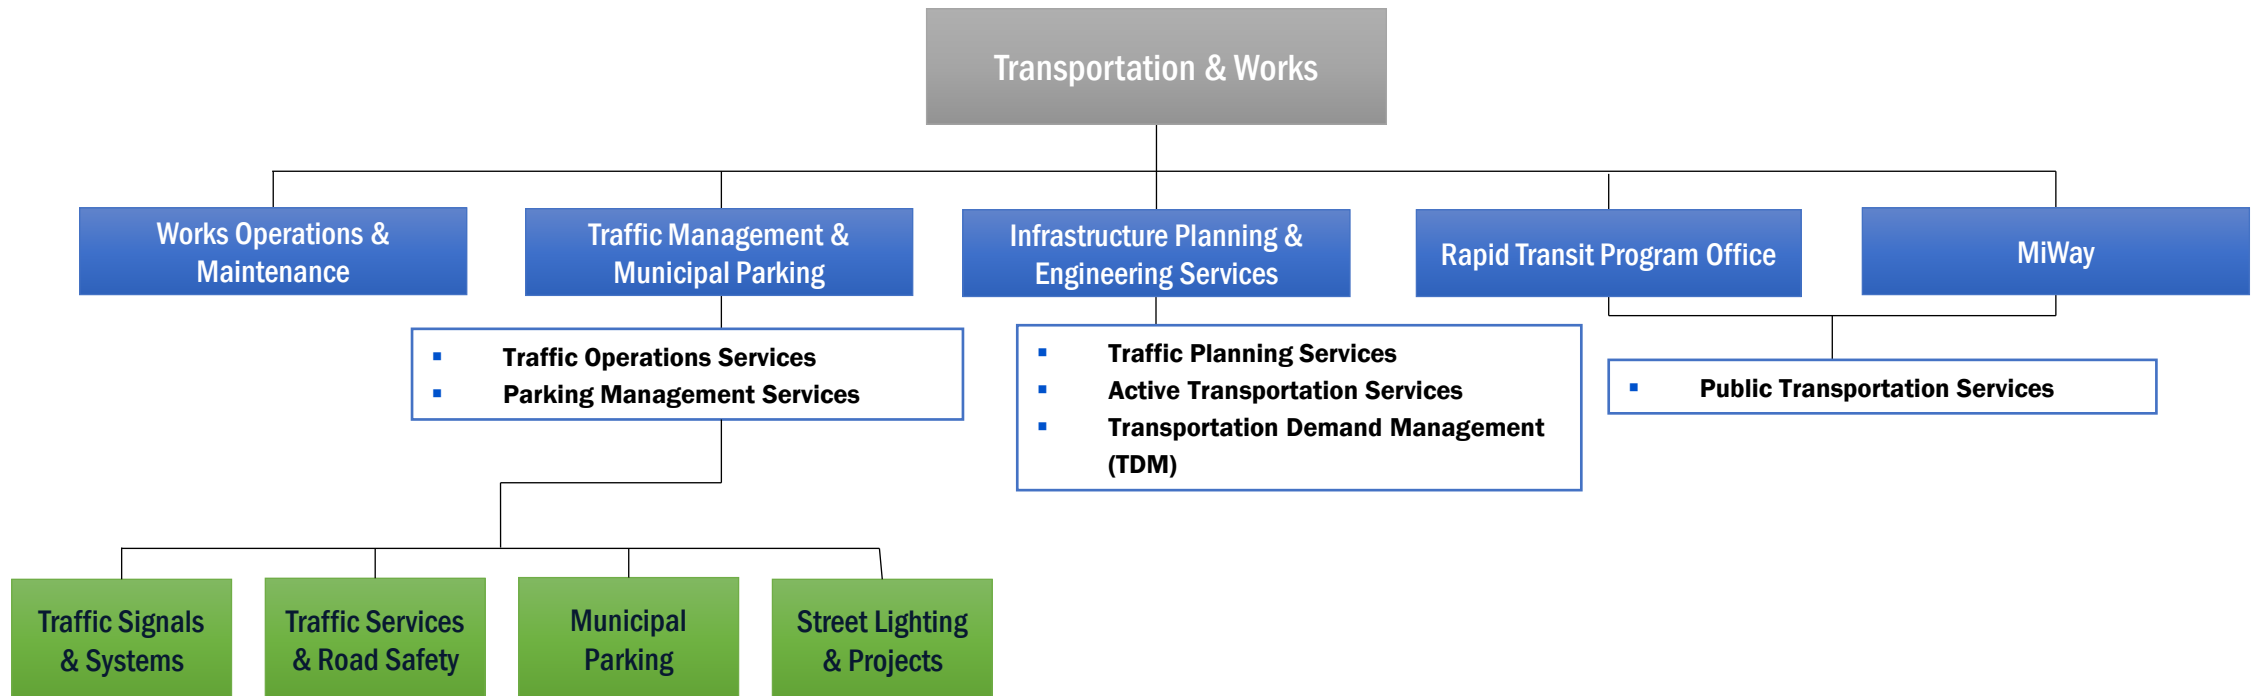 Transportation & Works
Works Operations &
Maintenance
Traffic Management &
Municipal Parking
Infrastructure Planning &
Engineering Services
Rapid Transit Program Office
MiWay
▪ Traffic Operations Services
▪ Parking Management Services
▪ Traffic Planning Services
▪ Active Transportation Services
▪ Transportation Demand Management
(TDM)
▪ Public Transportation Services
Traffic Signals
& Systems
Traffic Services
& Road Safety
Municipal
Parking
Street Lighting
& Projects